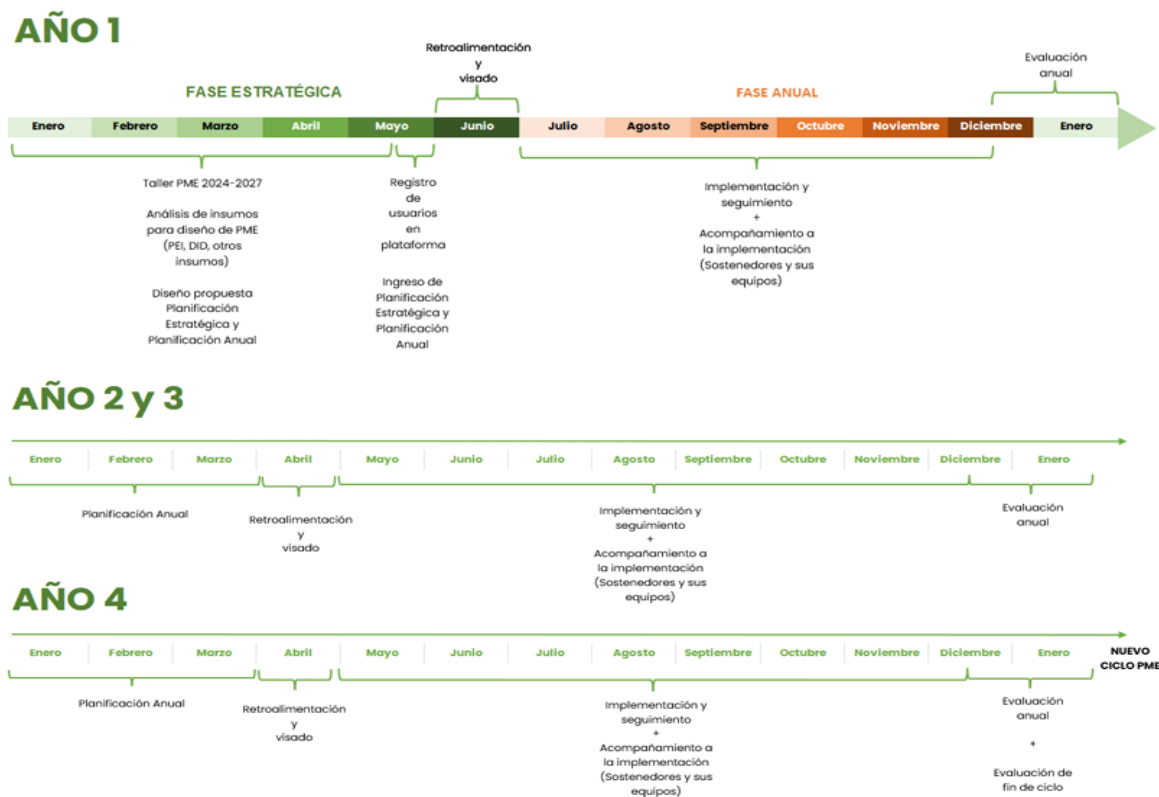 AÑO 1
Retroalimentación
y
visado
Evaluación
anual
FASE ESTRATÉGICA
FASE ANUAL
Enero Febrero Marzo Abril Mayo Junio Julio Agosto Septiembre Octubre Noviembre Diciembre Enero
Taller PME 2024-2027
Análisis de insumos
para diseño de PME
(PEI, DID, otros
insumos)
Diseño propuesta
Planificación
Estratégica y
Planificación Anual
Registro
de
usuarios
en
plataforma
Ingreso de
Planificación
Estratégica y
Planificación
Anual
Implementación y
seguimiento
+
Acompañamiento a
la implementación
(Sostenedores y sus
equipos)
AÑO 2 y 3
Enero Febrero Marzo Abril Mayo Junio Julio Agosto Septiembre Octubre Noviembre Diciembre Enero
Planificación Anual
Retroalimentación
y
visado
Implementación y
seguimiento
+
Acompañamiento a
la implementación
(Sostenedores y sus
equipos)
Evaluación
anual
AÑO 4
Enero Febrero Marzo Abril Mayo Junio Julio Agosto Septiembre Octubre Noviembre Diciembre Enero
NUEVO
CICLO PME
Planificación Anual
Retroalimentación
y
visado
Implementación y
seguimiento
+
Acompañamiento a
la implementación
(Sostenedores y sus
equipos)
Evaluación
anual
+
Evaluación de
fin de ciclo